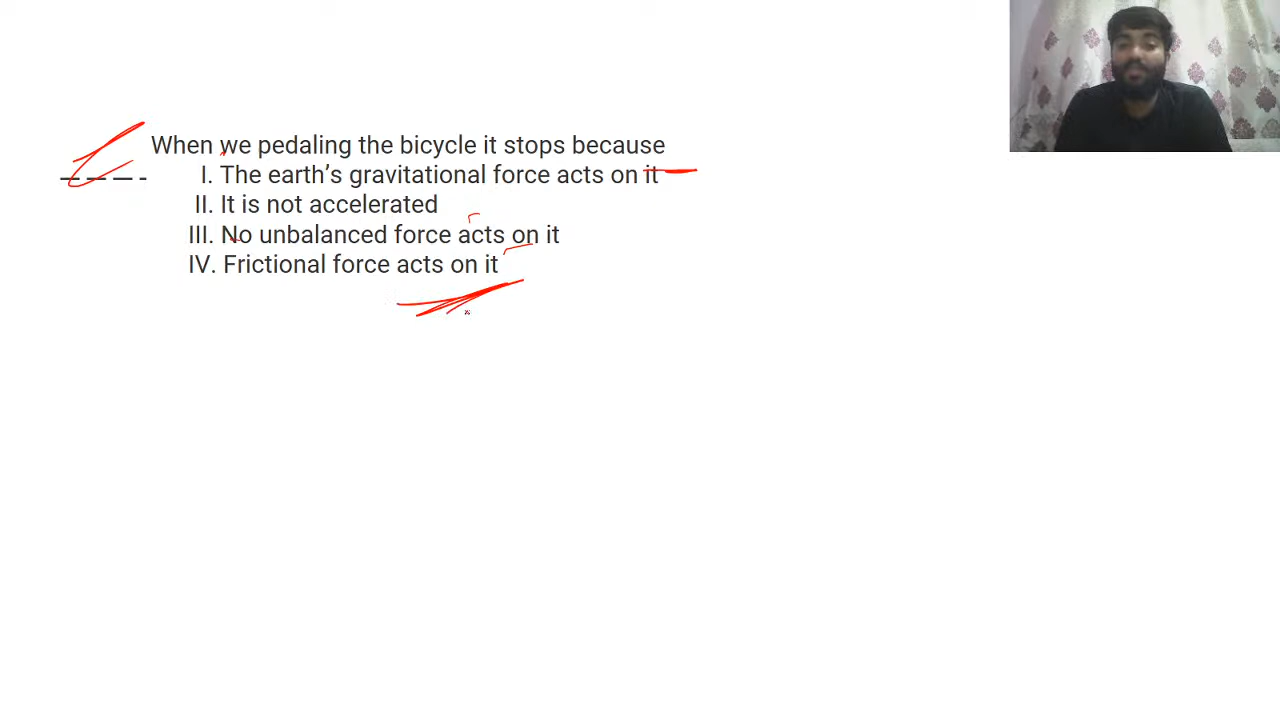 When we pedaling the bicycle it stops because
I. The earth's gravitational force acts on it
II. It is not accelerated
III. No unbalanced force acts on it
IV. Frictional force acts on it